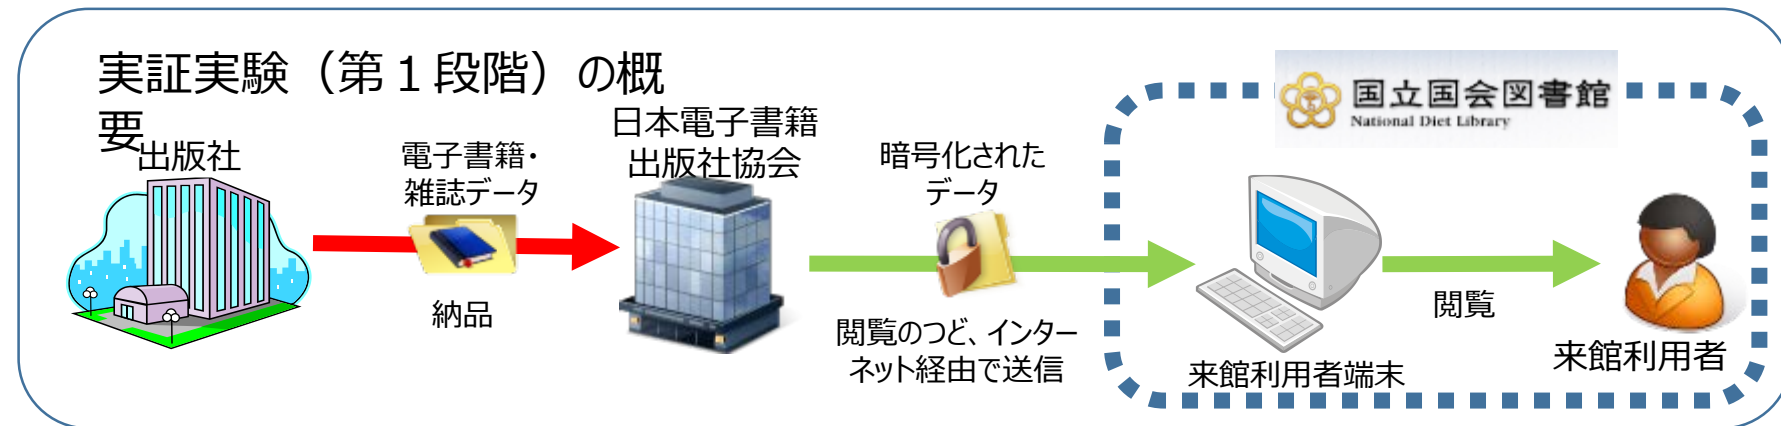 実証実験（第１段階）の概
要
出版社
電子書籍・
雑誌データ
納品
日本電子書籍
出版社協会
暗号化された
データ
閲覧のつど、インター
ネット経由で送信
国立国会図書館
National Diet Library
来館利用者端末
閲覧
来館利用者